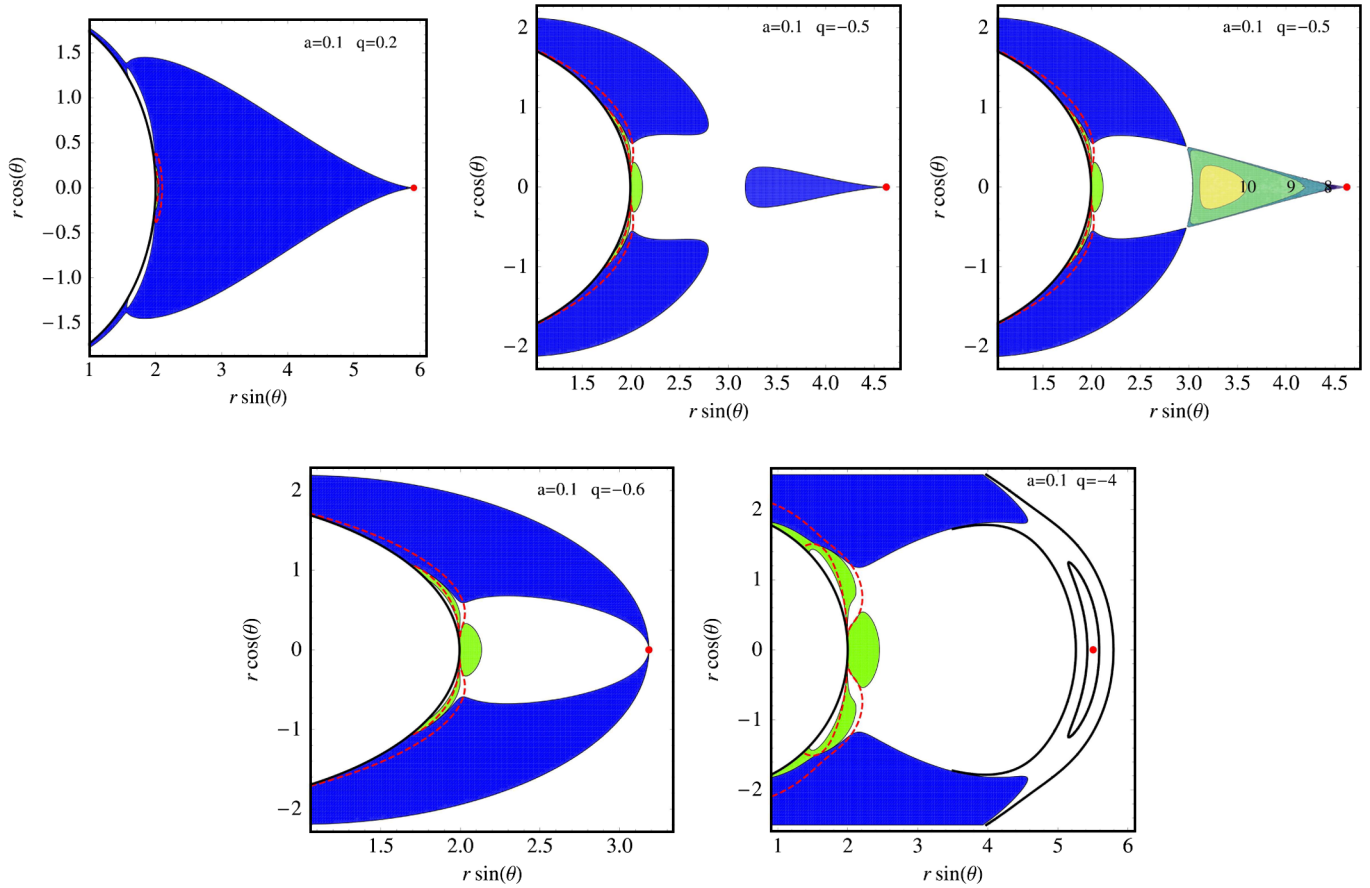 a=0.1 q=0.2
1.5
1.0
0.5
0.0
−0.5
−1.0
−1.5
r cos(θ)
1 2 3 4 5 6
r sin(θ)
a=0.1 q=−0.5
2
1
0
−1
−2
r cos(θ)
1.5 2.0 2.5 3.0 3.5 4.0 4.5
r sin(θ)
a=0.1 q=−0.5
10 9 8
2
1
0
−1
−2
r cos(θ)
1.5 2.0 2.5 3.0 3.5 4.0 4.5
r sin(θ)
a=0.1 q=−0.6
2
1
0
−1
−2
r cos(θ)
1.5 2.0 2.5 3.0
r sin(θ)
a=0.1 q=−4
2
1
0
−1
−2
r cos(θ)
1 2 3 4 5 6
r sin(θ)